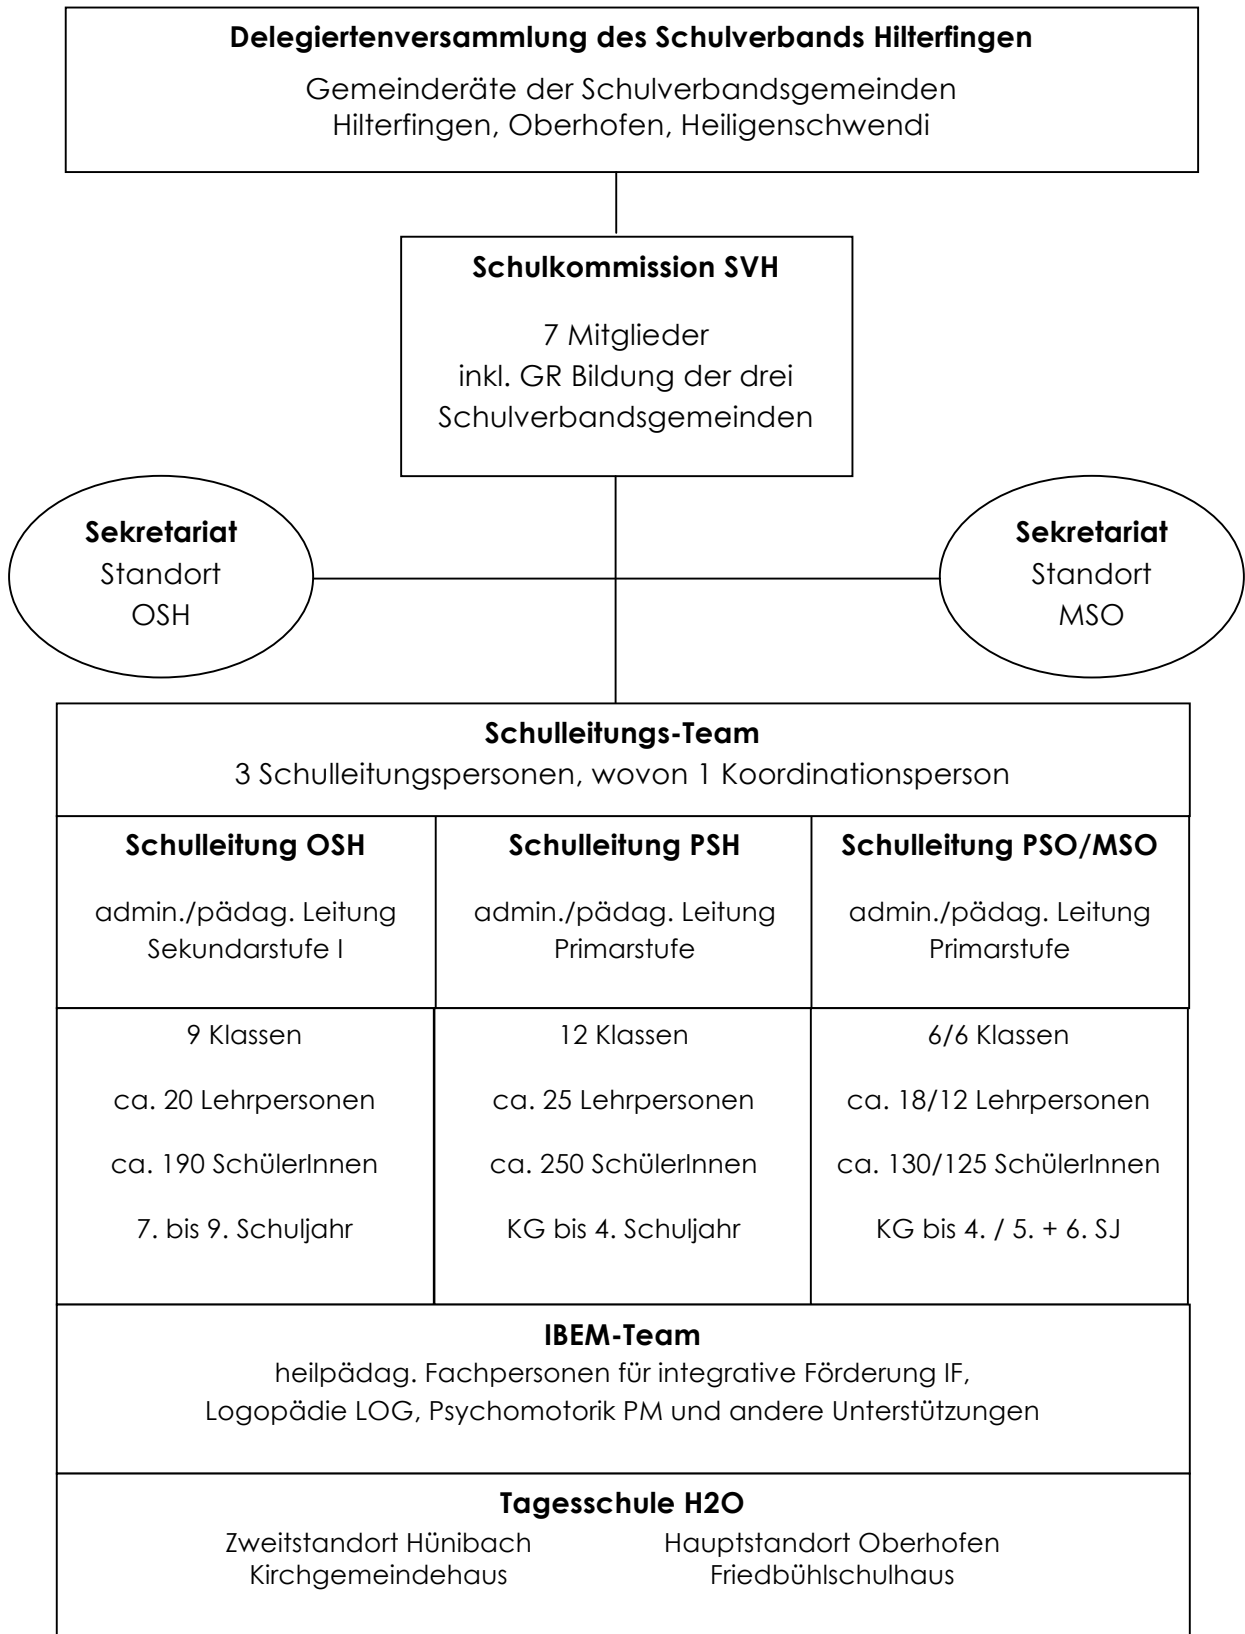 Delegiertenversammlung des Schulverbands Hilterfingen
Gemeinderäte der Schulverbandsgemeinden
Hilterfingen, Oberhofen, Heiligenschwendi
Schulkommission SVH
7 Mitglieder
inkl. GR Bildung der drei
Schulverbandsgemeinden
Sekretariat
Standort
OSH
Sekretariat
Standort
MSO
Schulleitungs-Team
3 Schulleitungspersonen, wovon 1 Koordinationsperson
Schulleitung OSH
admin./pädag. Leitung
Sekundarstufe I
9 Klassen
ca. 20 Lehrpersonen
ca. 190 SchülerInnen
7. bis 9. Schuljahr
Schulleitung PSH
admin./pädag. Leitung
Primarstufe
12 Klassen
ca. 25 Lehrpersonen
ca. 250 SchülerInnen
KG bis 4. Schuljahr
Schulleitung PSO/MSO
admin./pädag. Leitung
Primarstufe
6/6 Klassen
ca. 18/12 Lehrpersonen
ca. 130/125 SchülerInnen
KG bis 4. / 5. + 6. SJ
IBEM-Team
heilpädag. Fachpersonen für integrative Förderung IF,
Logopädie LOG, Psychomotorik PM und andere Unterstützungen
Tagesschule H2O
Zweitstandort Hünibach
Kirchgemeindehaus
Hauptstandort Oberhofen
Friedbühlschulhaus